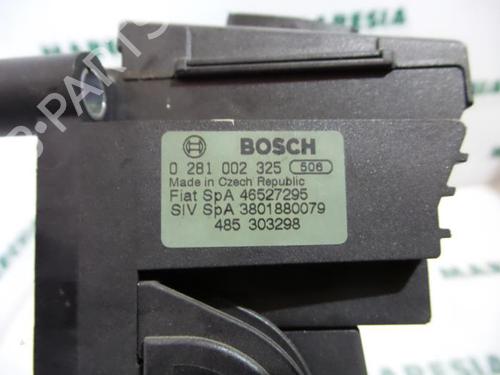 BOSCH
0 281 002 325 506
Made in Czech Republic
Fiat SpA 46527295
SIV SpA 3801880079
485 303298